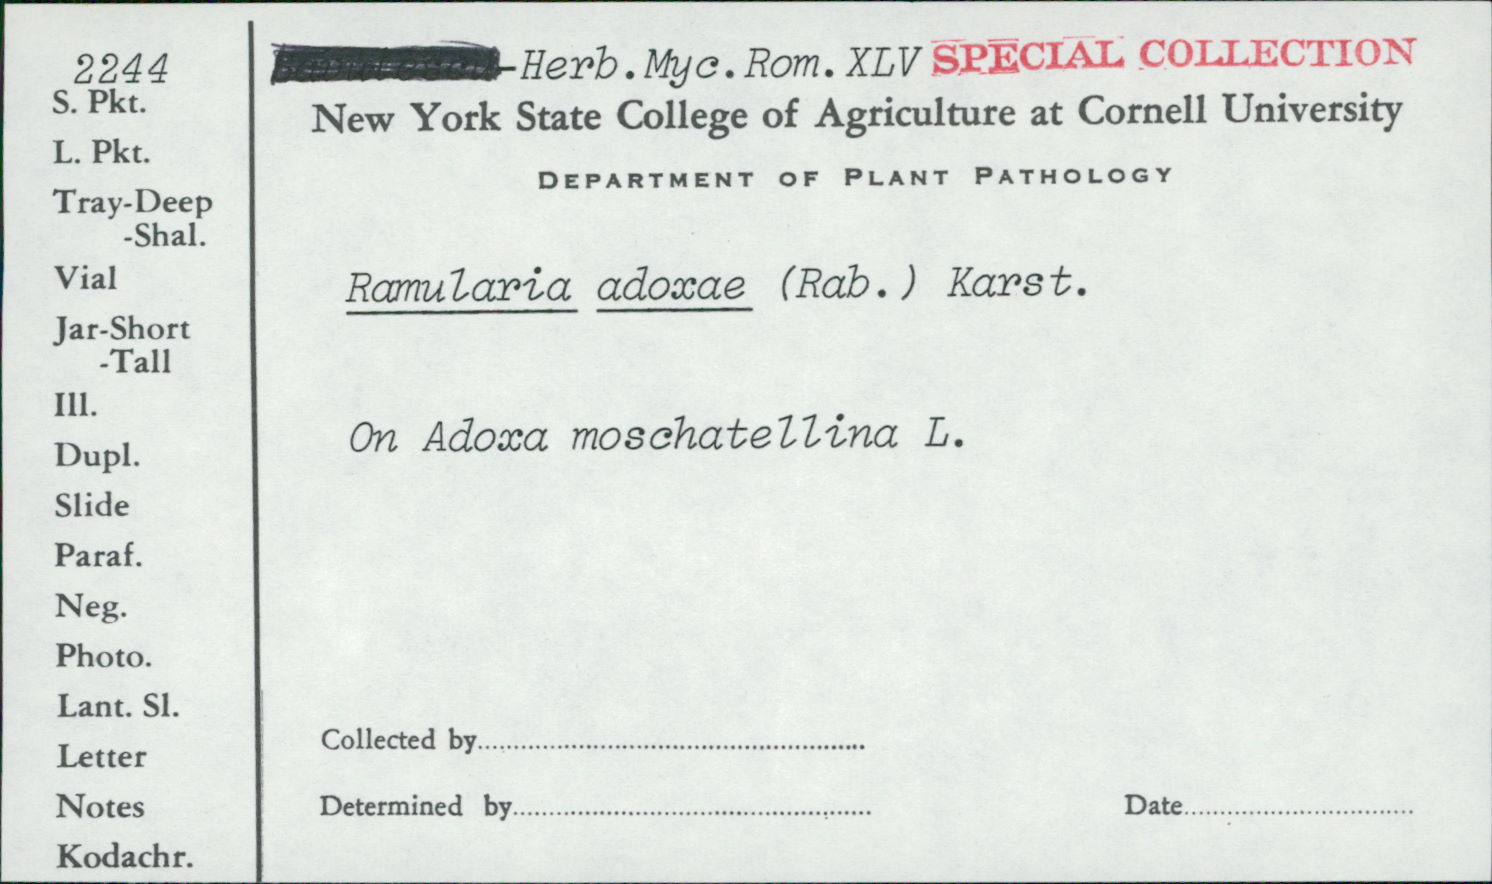 2244
S. Pkt.
L. Pkt.
Tray-Deep
-Shal.
Vial
Jar-Short
-Tall
Ill.
Dupl.
Slide
Paraf.
Neg.
Photo.
Lant. Sl.
Letter
Notes
Kodachr.
Herb. Myc. Rom. XLV SPECIAL COLLECTION
New York State College of Agriculture at Cornell University
DEPARTMENT OF PLANT PATHOLOGY
Ramularia adoxae (Rab.) Karst.
On Adoxa moschatellina L.
Collected by
Determined by Date